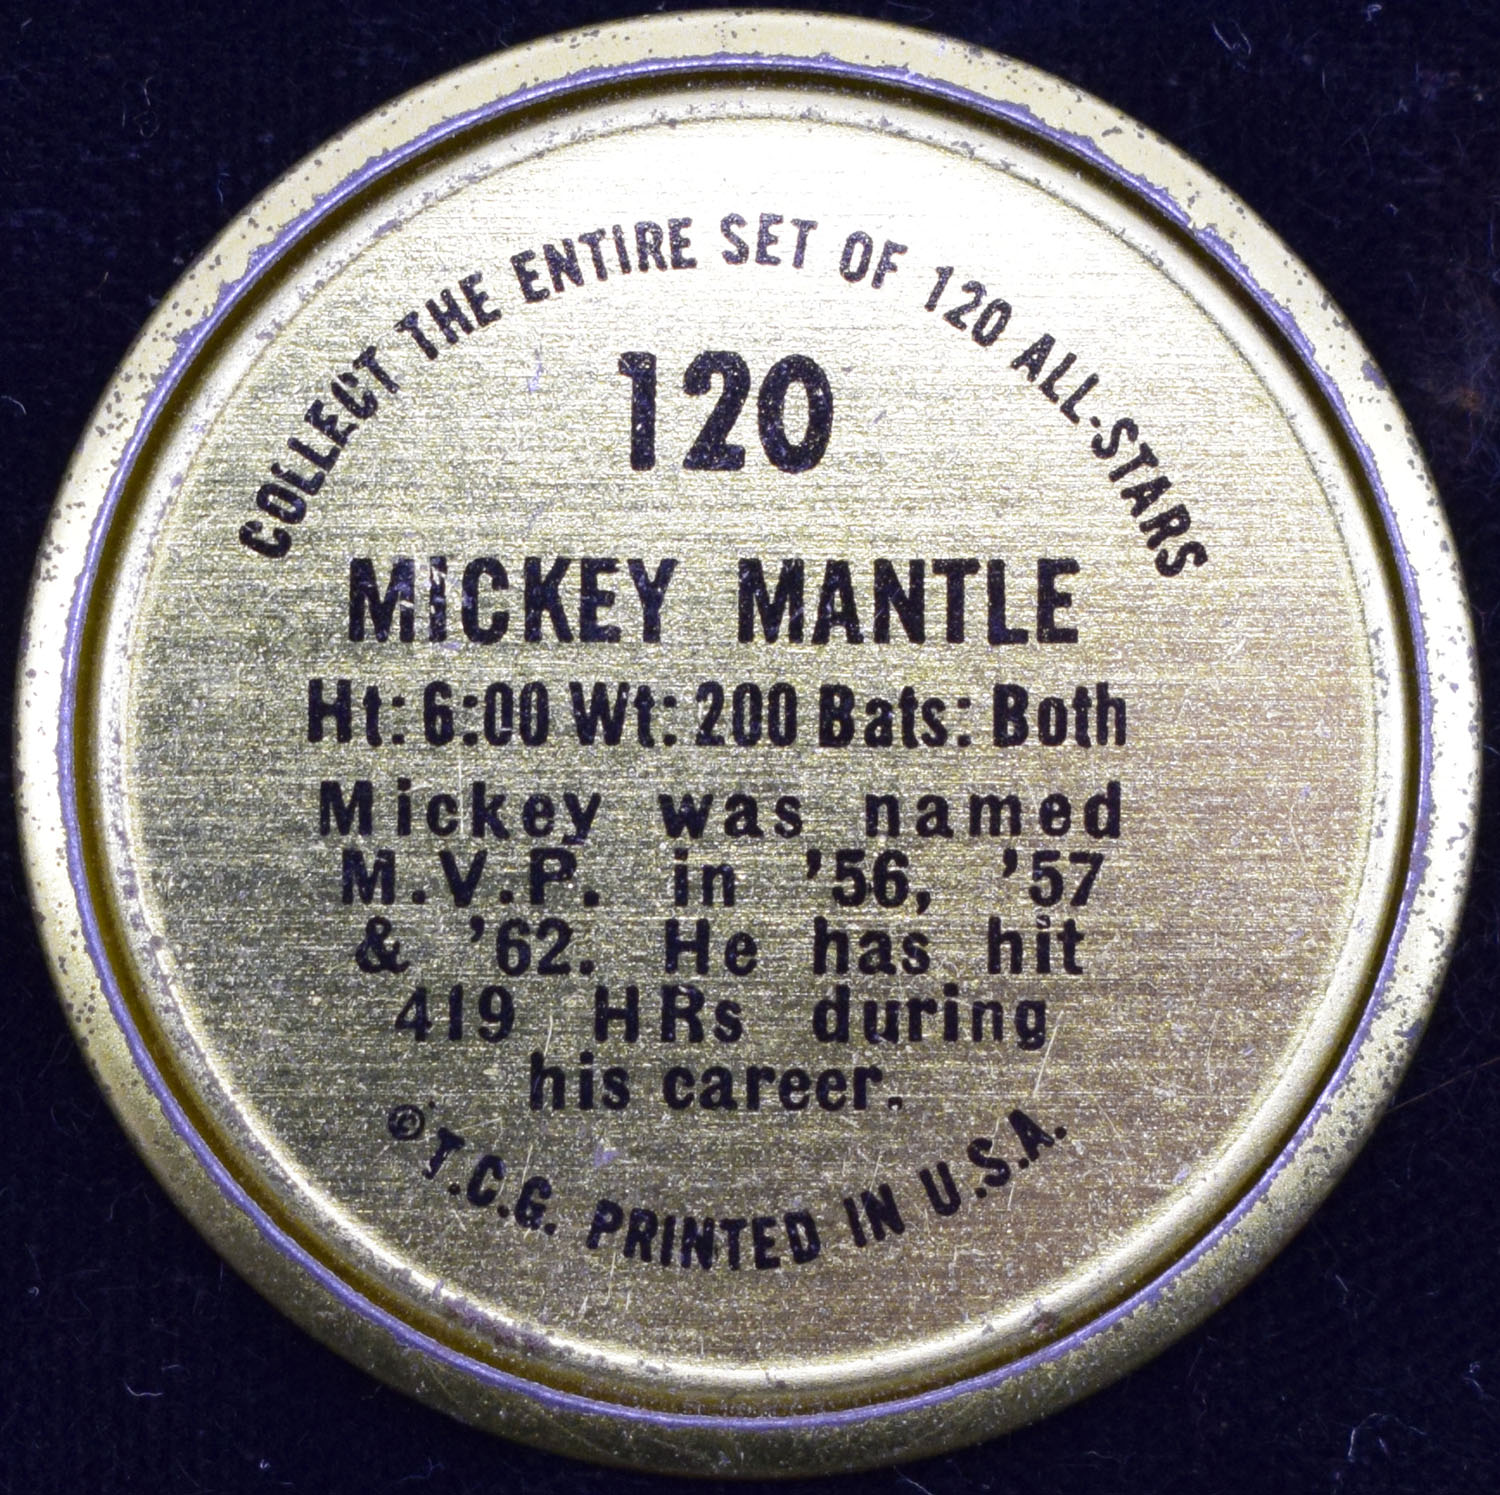 COLLECT THE ENTIRE SET OF 120 ALL-STARS
120
MICKEY MANTLE
Ht: 6:00 Wt: 200 Bats: Both
Mickey was named
M.V.P. in '56, '57
& '62. He has hit
419 HRs during
his career.
© T.C.G. PRINTED IN U.S.A.